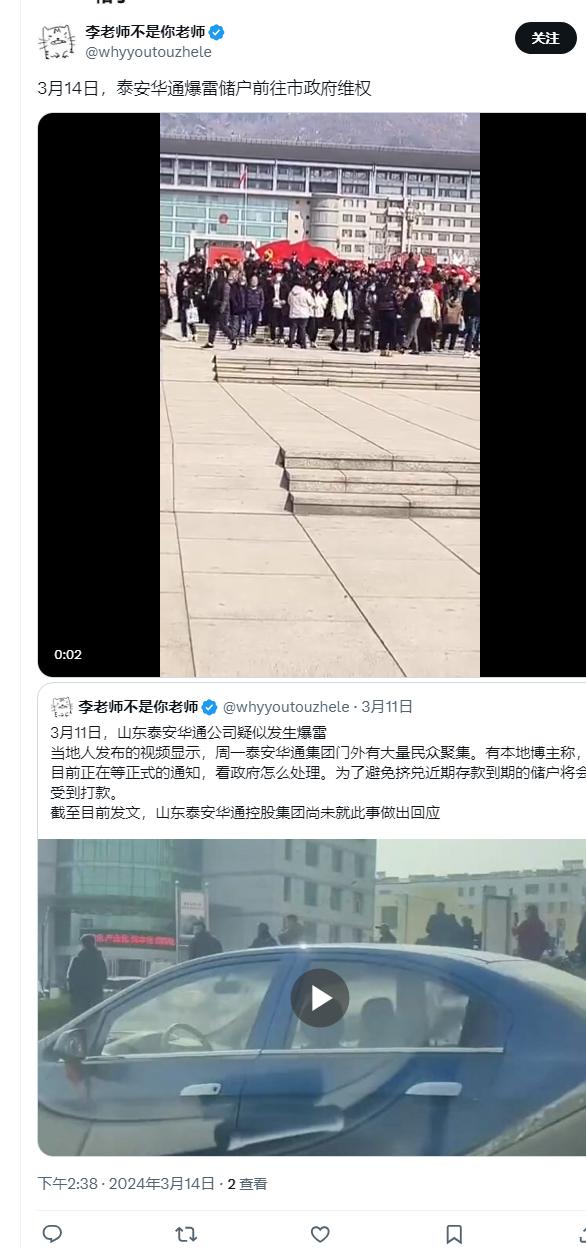 李老师不是你老师
关注
@whyyoutouzhele
3月14日，泰安华通爆雷储户前往市政府维权
0:02
李老师不是你老师 @whyyoutouzhele · 3月11日
3月11日，山东泰安华通公司疑似发生爆雷
当地人发布的视频显示，周一泰安华通集团门外有大量民众聚集。有本地博主称，
目前正在等正式的通知，看政府怎么处理。为了避免挤兑近期存款到期的储户将会
受到打款。
截至目前发文，山东泰安华通控股集团尚未就此事做出回应
下午2:38 · 2024年3月14日 · 2 查看